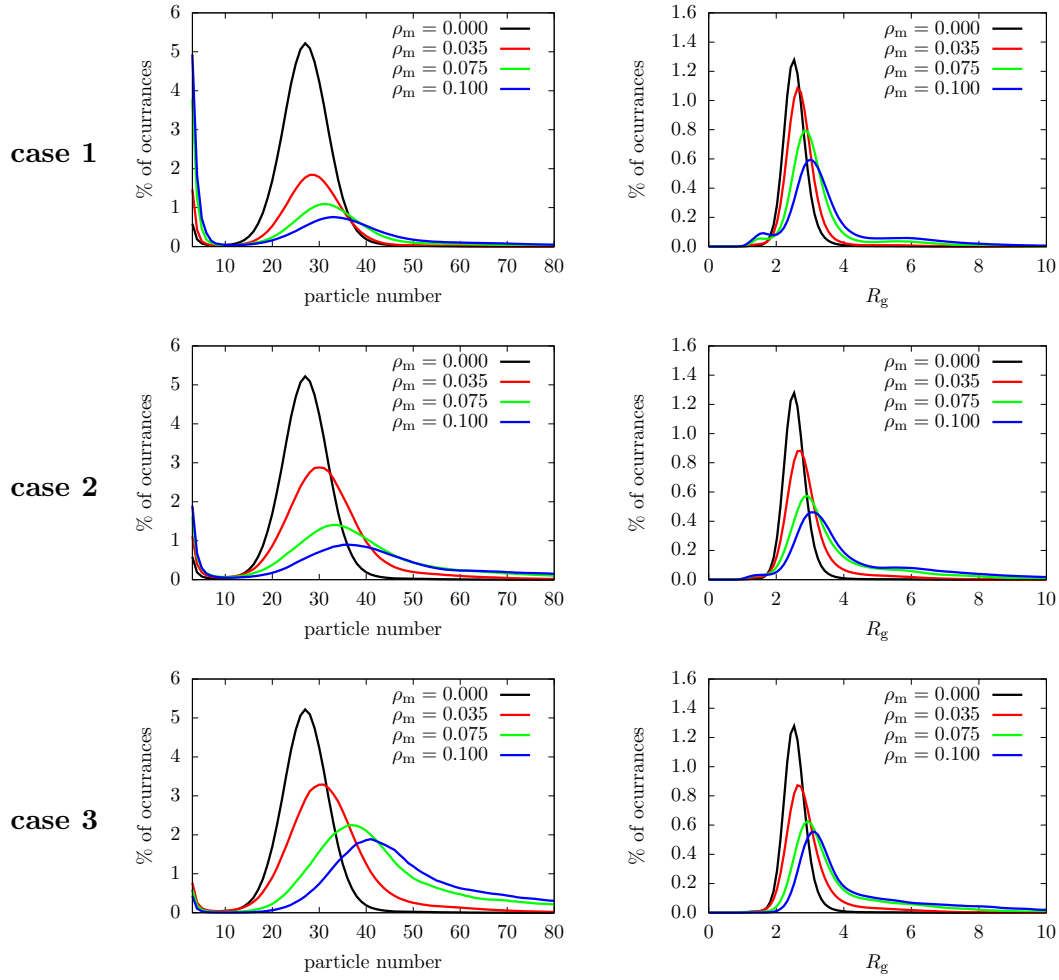 case 1
% of ocurrances
6
5
4
3
2
1
0
ρm = 0.000
ρm = 0.035
ρm = 0.075
ρm = 0.100
10 20 30 40 50 60 70 80
particle number
% of ocurrances
1.6
1.4
1.2
1.0
0.8
0.6
0.4
0.2
0.0
ρm = 0.000
ρm = 0.035
ρm = 0.075
ρm = 0.100
0 2 4 6 8 10
Rg
case 2
% of ocurrances
6
5
4
3
2
1
0
ρm = 0.000
ρm = 0.035
ρm = 0.075
ρm = 0.100
10 20 30 40 50 60 70 80
particle number
% of ocurrances
1.6
1.4
1.2
1.0
0.8
0.6
0.4
0.2
0.0
ρm = 0.000
ρm = 0.035
ρm = 0.075
ρm = 0.100
0 2 4 6 8 10
Rg
case 3
% of ocurrances
6
5
4
3
2
1
0
ρm = 0.000
ρm = 0.035
ρm = 0.075
ρm = 0.100
10 20 30 40 50 60 70 80
particle number
% of ocurrances
1.6
1.4
1.2
1.0
0.8
0.6
0.4
0.2
0.0
ρm = 0.000
ρm = 0.035
ρm = 0.075
ρm = 0.100
0 2 4 6 8 10
Rg